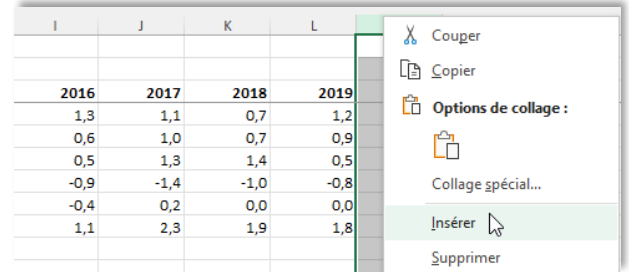 I J K L
Couper
Copier
2016 2017 2018 2019
Options de collage :
1,3 1,1 0,7 1,2
0,6 1,0 0,7 0,9
0,5 1,3 1,4 0,5
-0,9 -1,4 -1,0 -0,8
Collage spécial...
-0,4 0,2 0,0 0,0
1,1 2,3 1,9 1,8
Insérer
Supprimer